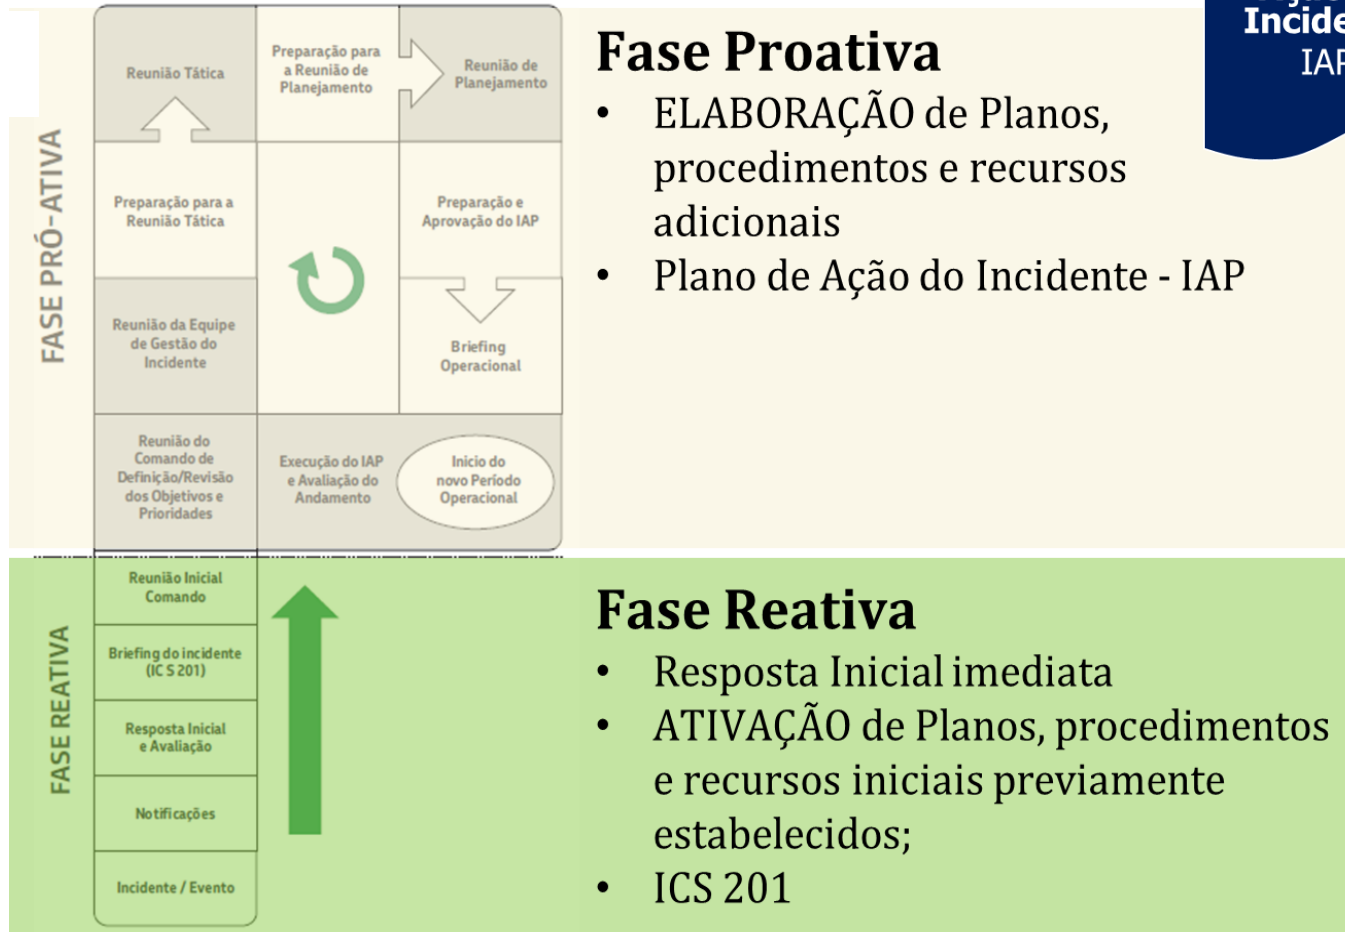 Incide
IAP
Fase Proativa
• ELABORAÇÃO de Planos,
procedimentos e recursos
adicionais
• Plano de Ação do Incidente - IAP
FASE PRÓ-ATIVA
Reunião Tática
Preparação para
a Reunião de
Planejamento
Reunião de
Planejamento
Preparação para a
Reunião Tática
Preparação e
Aprovação do IAP
Reunião da Equipe
de Gestão do
Incidente
Briefing
Operacional
Reunião do
Comando de
Definição/Revisão
dos Objetivos e
Prioridades
Execução do IAP
e Avaliação do
Andamento
Inicio do
novo Período
Operacional
FASE REATIVA
Reunião Inicial
Comando
Briefing do incidente
(IC S 201)
Resposta Inicial
e Avaliação
Notificações
Incidente / Evento
Fase Reativa
• Resposta Inicial imediata
• ATIVAÇÃO de Planos, procedimentos
e recursos iniciais previamente
estabelecidos;
• ICS 201